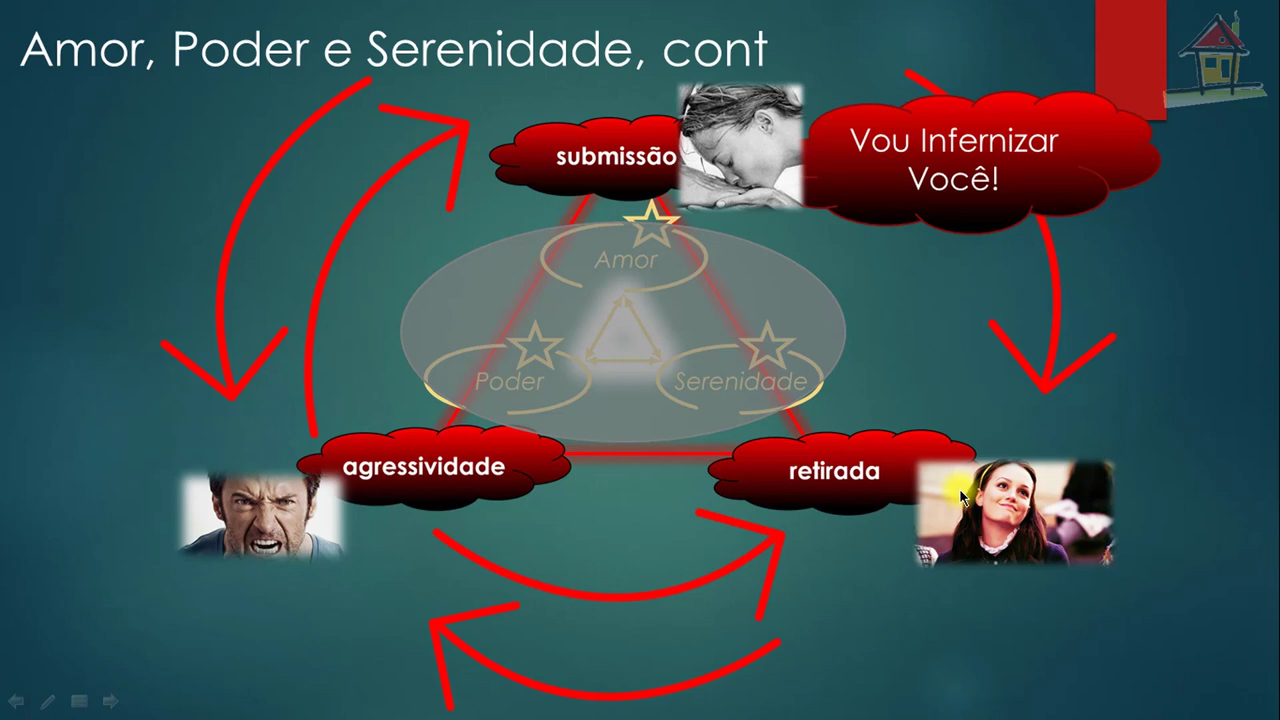 Amor, Poder e Serenidade, cont
Vou Infernizar
Você!
submissão
Amor
Poder
Serenidade
agressividade
retirada